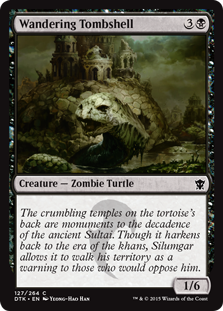 Wandering Tombshell 3
Creature — Zombie Turtle
The crumbling temples on the tortoise's
back are monuments to the decadence
of the ancient Sultai. Though it harkens
back to the era of the khans, Silumgar
allows it to walk his territory as a
warning to those who would oppose him.
1/6
127/264 C
DTK • EN Yeong-Hao Han
™ & © 2015 Wizards of the Coast